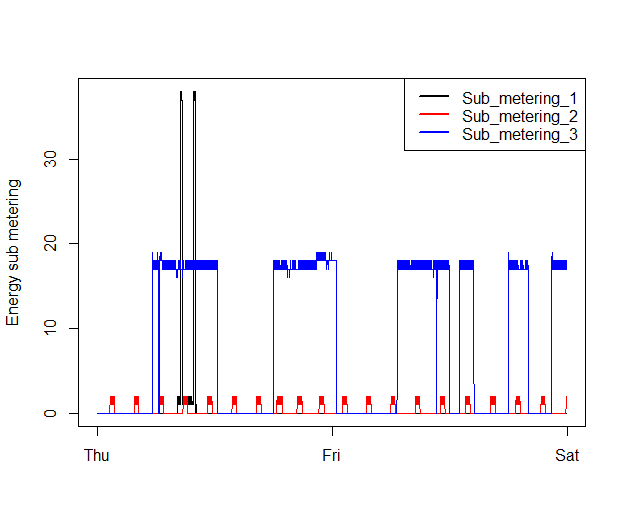 Sub_metering_1
Sub_metering_2
Sub_metering_3
Energy sub metering
30
20
10
0
Thu
Fri
Sat